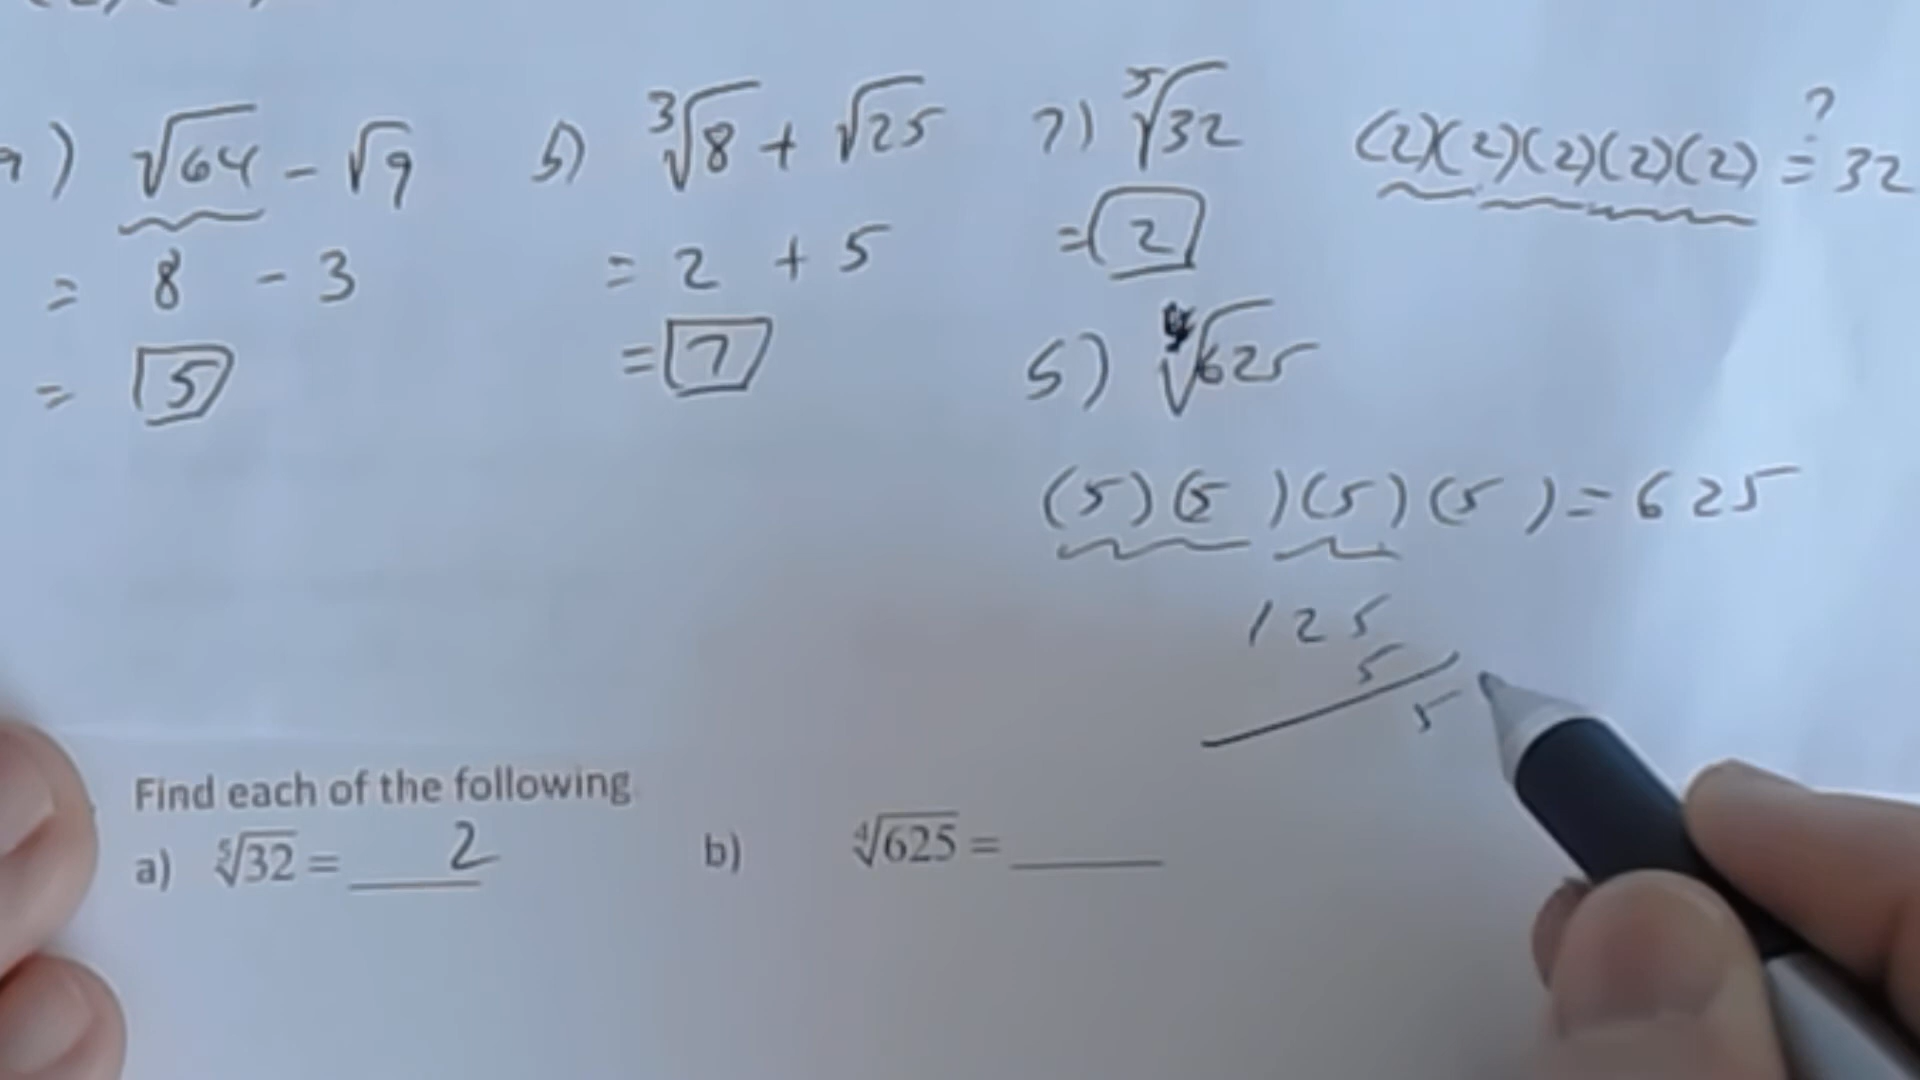 a) √64 - √9
= 8 - 3
= 5
b) ³√8 + √25
= 2 + 5
= 7
7) ⁵√32 (2)(2)(2)(2)(2) ≟ 32
= 2
5) ⁴√625
(5)(5)(5)(5) = 625
125
5
5
Find each of the following
a) ⁵√32 = 2 b) ⁴√625 = ______